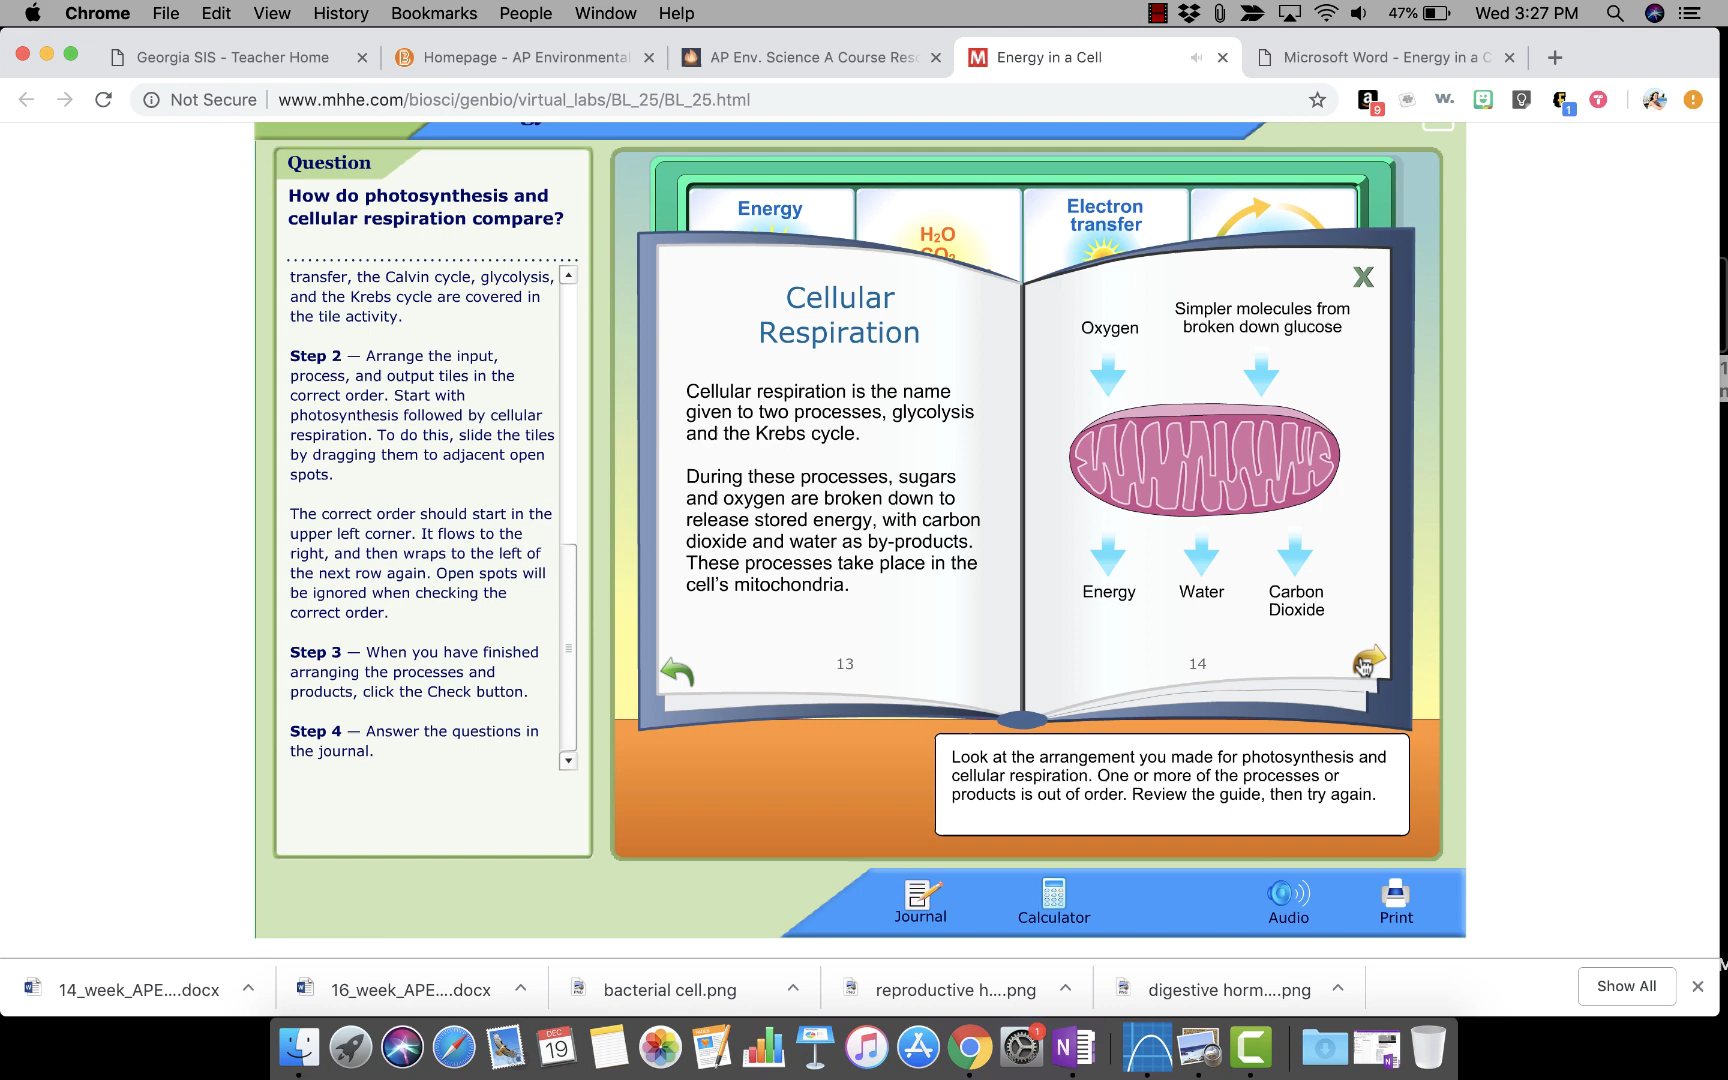 Chrome File Edit View History Bookmarks People Window Help 47% Wed 3:27 PM
Georgia SIS - Teacher Home
Homepage - AP Environmental
AP Env. Science A Course Reso
M Energy in a Cell
Microsoft Word - Energy in a C
Not Secure www.mhhe.com/biosci/genbio/virtual_labs/BL_25/BL_25.html
a 9 w. 1 T
Question
How do photosynthesis and
cellular respiration compare?
transfer, the Calvin cycle, glycolysis,
and the Krebs cycle are covered in
the tile activity.
Step 2 — Arrange the input,
process, and output tiles in the
correct order. Start with
photosynthesis followed by cellular
respiration. To do this, slide the tiles
by dragging them to adjacent open
spots.
The correct order should start in the
upper left corner. It flows to the
right, and then wraps to the left of
the next row again. Open spots will
be ignored when checking the
correct order.
Step 3 — When you have finished
arranging the processes and
products, click the Check button.
Step 4 — Answer the questions in
the journal.
Energy
H2O
CO2
Electron
transfer
Cellular
Respiration
Cellular respiration is the name
given to two processes, glycolysis
and the Krebs cycle.
During these processes, sugars
and oxygen are broken down to
release stored energy, with carbon
dioxide and water as by-products.
These processes take place in the
cell's mitochondria.
13
X
Oxygen
Simpler molecules from
broken down glucose
Energy
Water
Carbon
Dioxide
14
Look at the arrangement you made for photosynthesis and
cellular respiration. One or more of the processes or
products is out of order. Review the guide, then try again.
Journal
Calculator
Audio
Print
14_week_APE....docx
16_week_APE....docx
bacterial cell.png
reproductive h....png
digestive horm....png
Show All
DEC
19
1
N
C